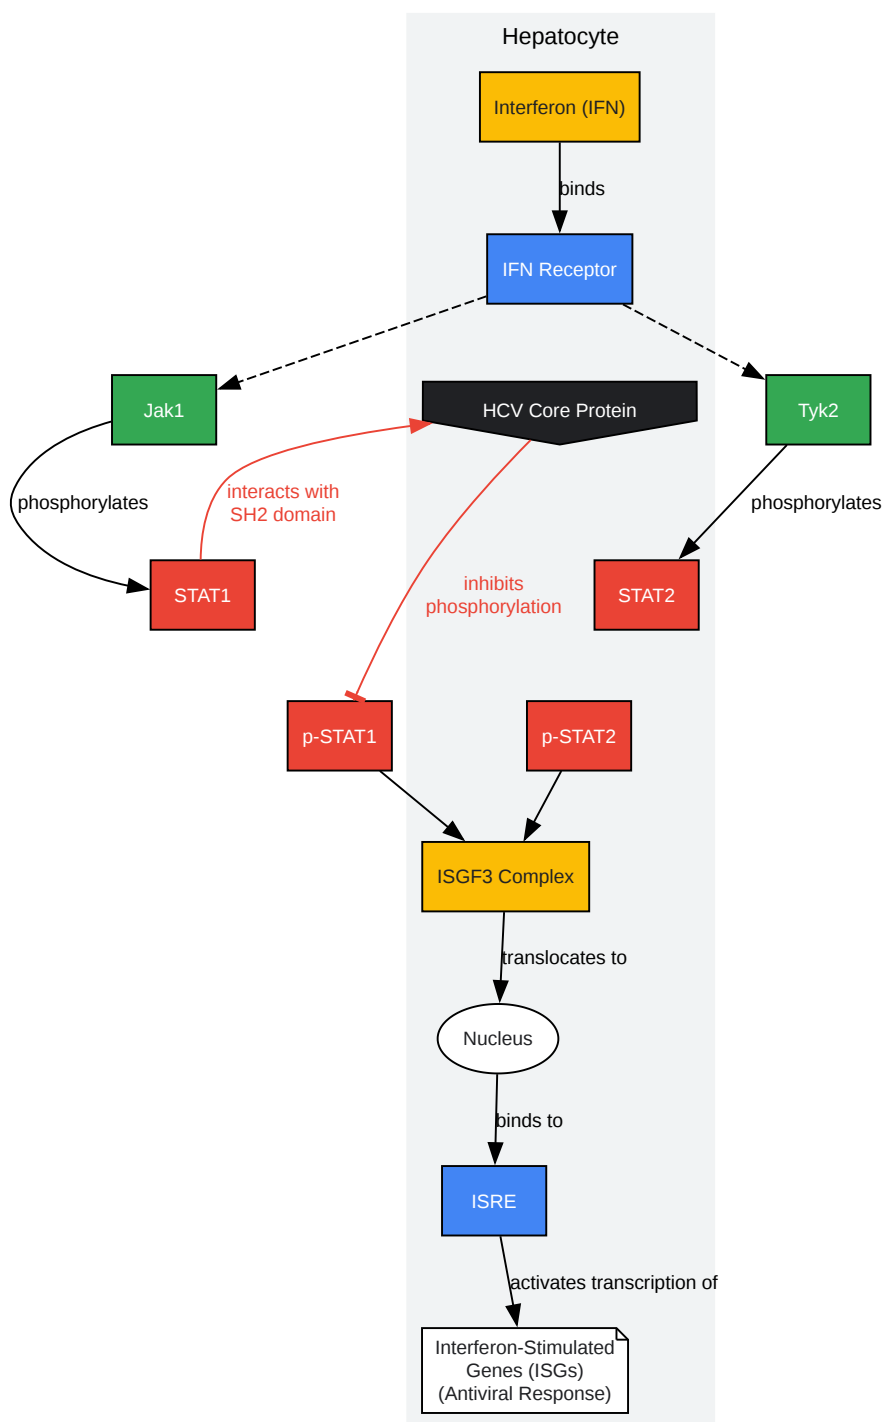 Hepatocyte
Interferon (IFN)
binds
IFN Receptor
Jak1
HCV Core Protein
Tyk2
phosphorylates
interacts with
SH2 domain
phosphorylates
STAT1
inhibits
phosphorylation
STAT2
p-STAT1
p-STAT2
ISGF3 Complex
translocates to
Nucleus
binds to
ISRE
activates transcription of
Interferon-Stimulated
Genes (ISGs)
(Antiviral Response)